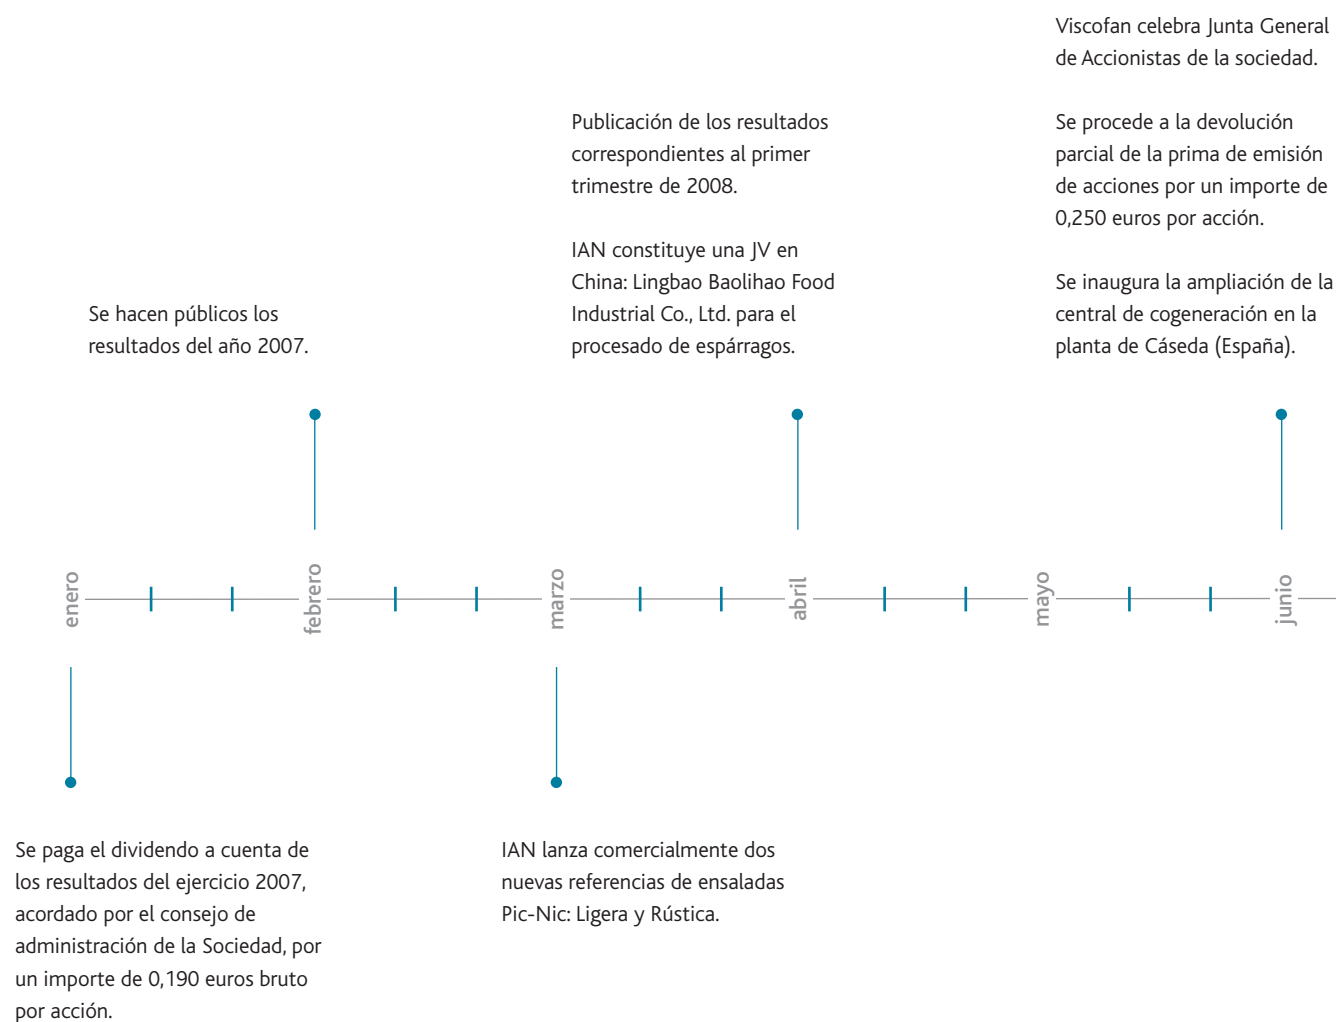 Se hacen públicos los
resultados del año 2007.
Publicación de los resultados
correspondientes al primer
trimestre de 2008.
IAN constituye una JV en
China: Lingbao Baolihao Food
Industrial Co., Ltd. para el
procesado de espárragos.
Viscofan celebra Junta General
de Accionistas de la sociedad.
Se procede a la devolución
parcial de la prima de emisión
de acciones por un importe de
0,250 euros por acción.
Se inaugura la ampliación de la
central de cogeneración en la
planta de Cáseda (España).
enero
febrero
marzo
abril
mayo
junio
Se paga el dividendo a cuenta de
los resultados del ejercicio 2007,
acordado por el consejo de
administración de la Sociedad, por
un importe de 0,190 euros bruto
por acción.
IAN lanza comercialmente dos
nuevas referencias de ensaladas
Pic-Nic: Ligera y Rústica.